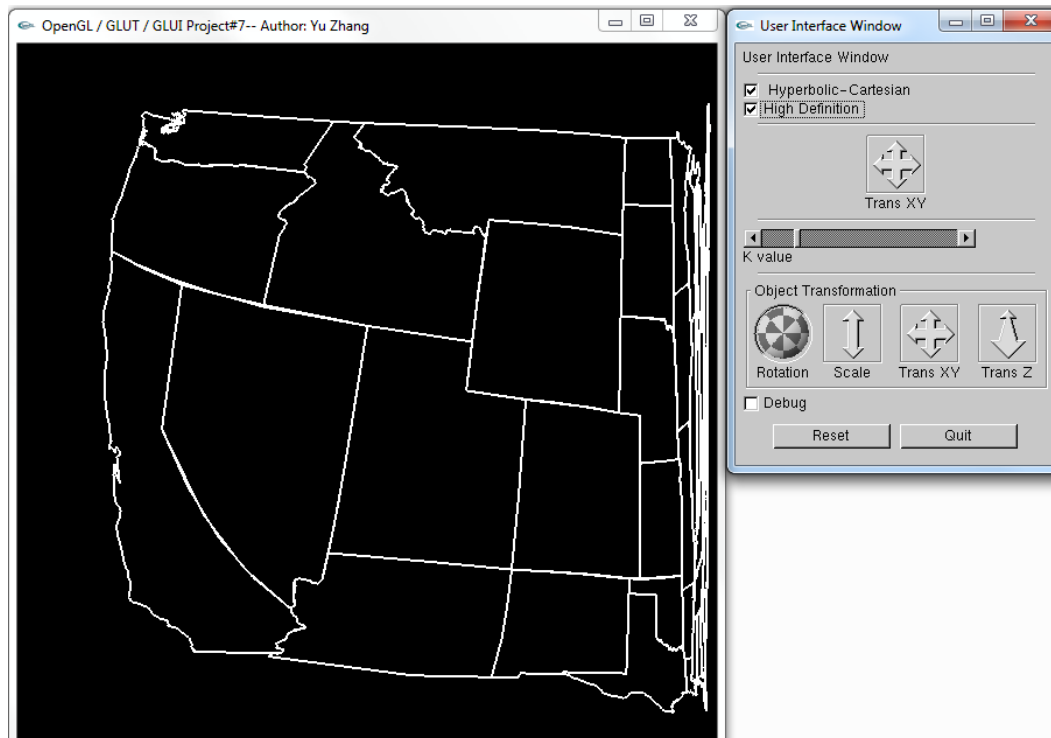 OpenGL / GLUT / GLUI Project#7-- Author: Yu Zhang
User Interface Window
User Interface Window
Hyperbolic-Cartesian
High Definition
Trans XY
K value
Object Transformation
Rotation Scale Trans XY Trans Z
Debug
Reset Quit